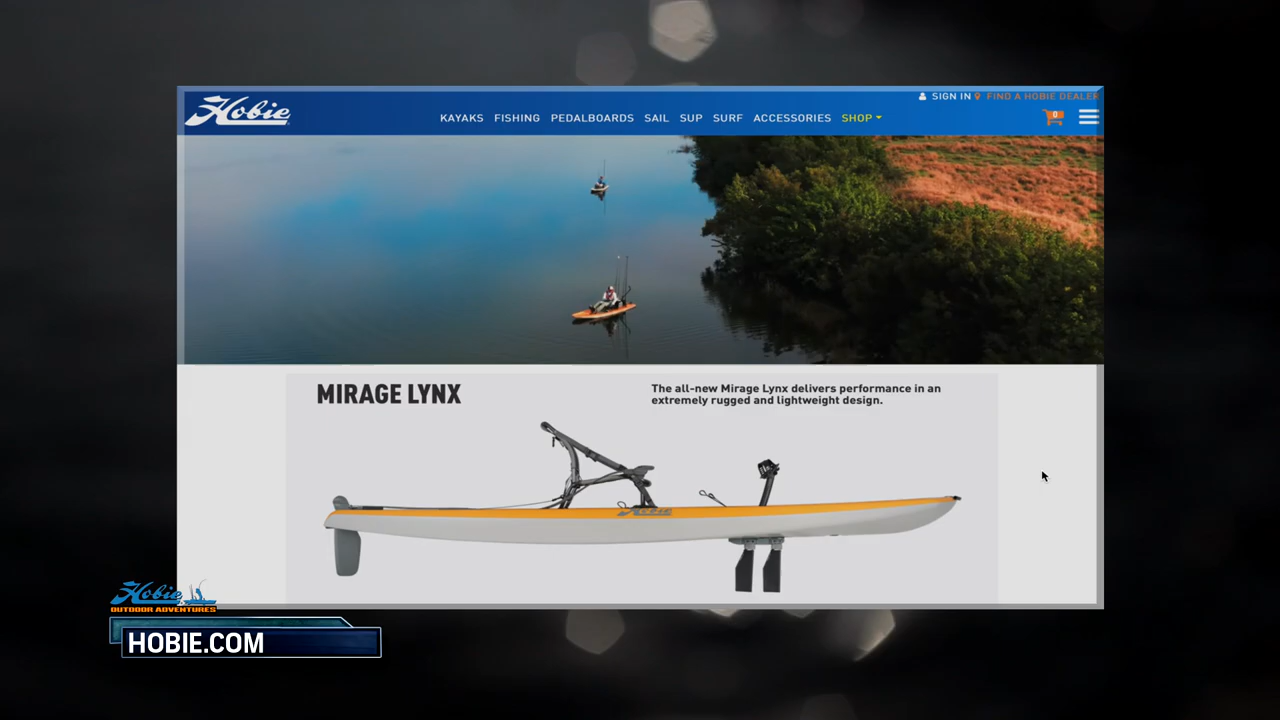 SIGN IN FIND A HOBIE DEALER
Hobie
KAYAKS FISHING PEDALBOARDS SAIL SUP SURF ACCESSORIES SHOP
0
MIRAGE LYNX
The all-new Mirage Lynx delivers performance in an
extremely rugged and lightweight design.
Hobie
Hobie
OUTDOOR ADVENTURES
HOBIE.COM